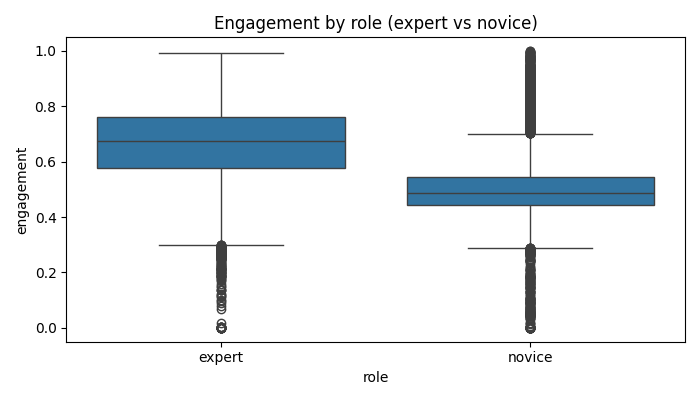 Engagement by role (expert vs novice)
1.0
0.8
0.6
0.4
0.2
0.0
engagement
expert
novice
role